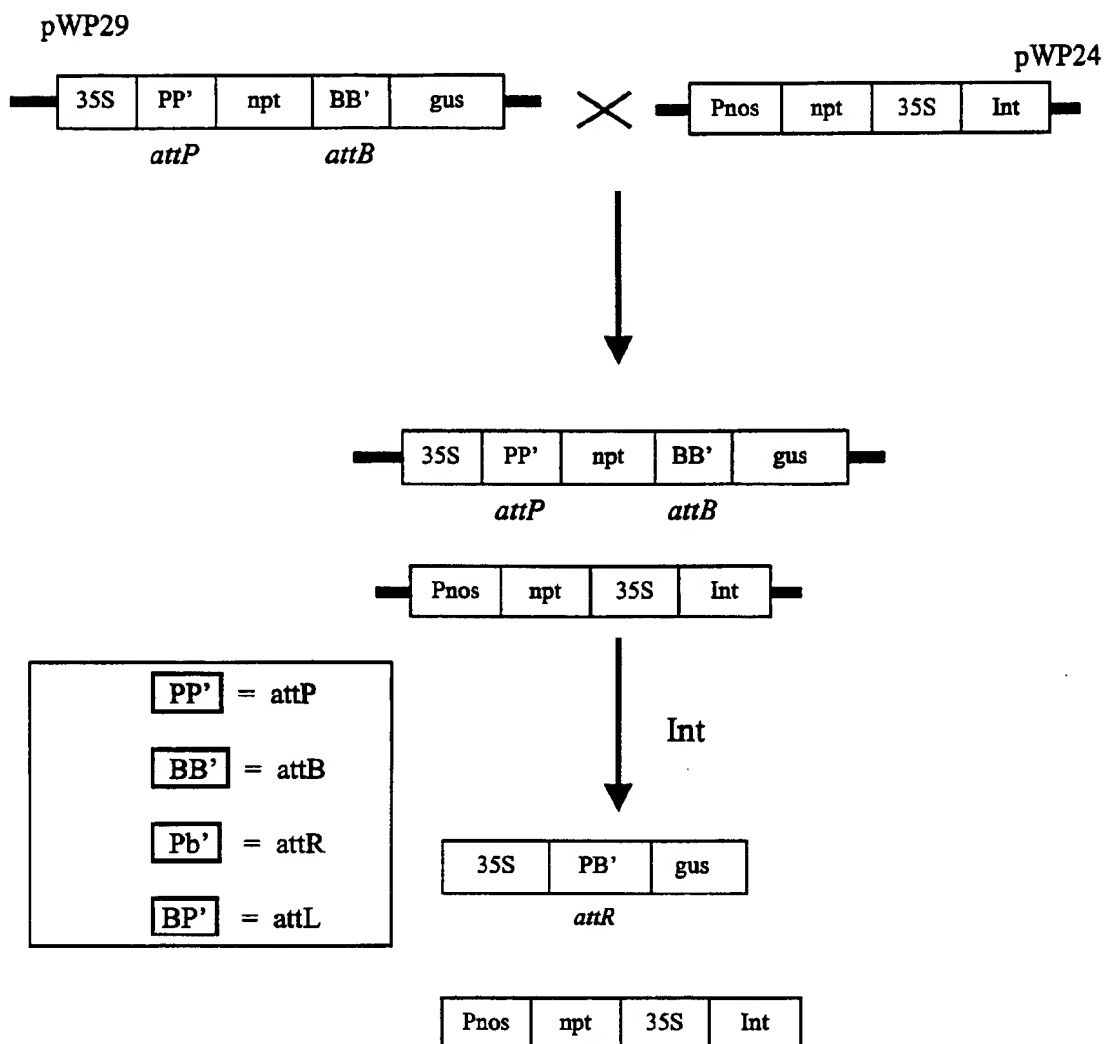 pWP29
pWP24
35S PP' npt BB' gus
Pnos npt 35S Int
attP attB
35S PP' npt BB' gus
attP attB
Pnos npt 35S Int
PP' = attP
BB' = attB
Pb' = attR
BP' = attL
Int
35S PB' gus
attR
Pnos npt 35S Int